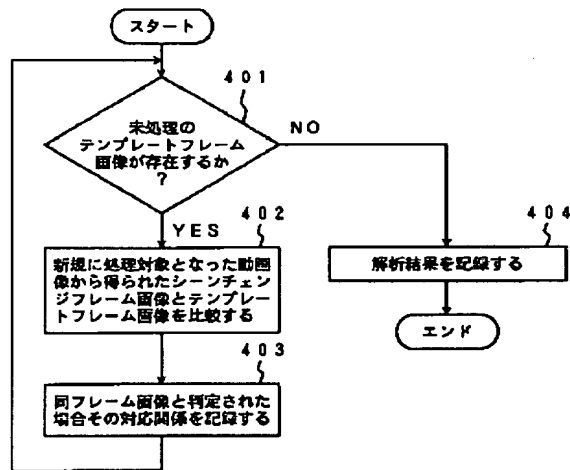 スタート
401
未処理の
テンプレートフレーム
画像が存在するか
?
NO
YES
402
新規に処理対象となった動画
像から得られたシーンチェン
ジフレーム画像とテンプレー
トフレーム画像を比較する
404
解析結果を記録する
エンド
403
同フレーム画像と判定された
場合その対応関係を記録する